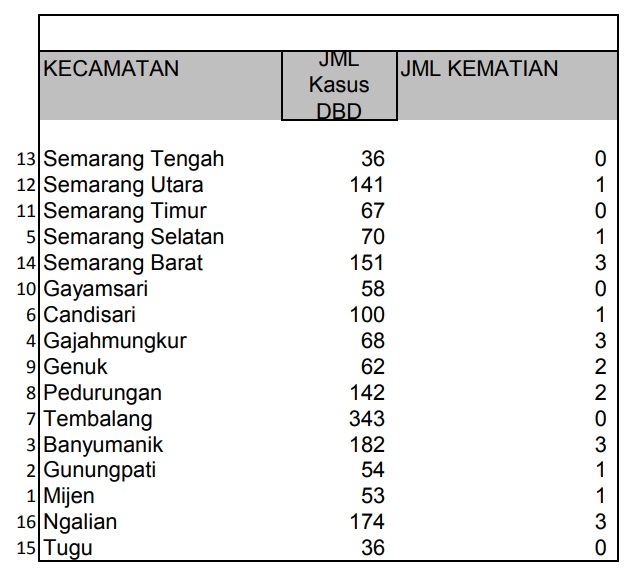 KECAMATAN JML Kasus DBD JML KEMATIAN
13 Semarang Tengah 36 0
12 Semarang Utara 141 1
11 Semarang Timur 67 0
5 Semarang Selatan 70 1
14 Semarang Barat 151 3
10 Gayamsari 58 0
6 Candisari 100 1
4 Gajahmungkur 68 3
9 Genuk 62 2
8 Pedurungan 142 2
7 Tembalang 343 0
3 Banyumanik 182 3
2 Gunungpati 54 1
1 Mijen 53 1
16 Ngalian 174 3
15 Tugu 36 0